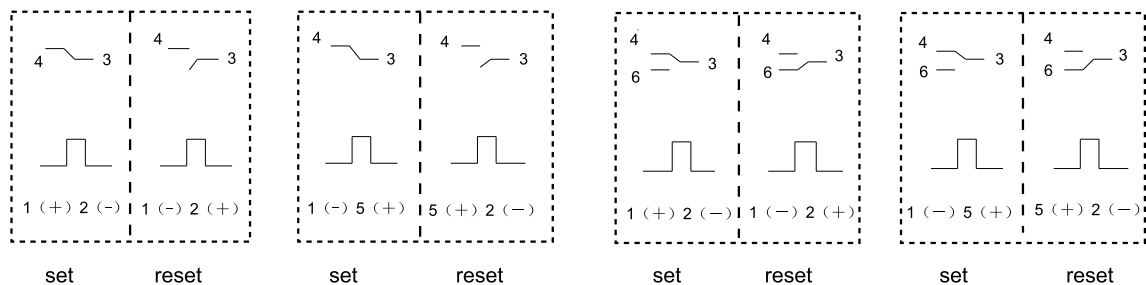 4 3 4 3
1（+）2（-） 1（-）2（+）
set reset
4 3 4 3
1（-）5（+） 5（+）2（—）
set reset
4 6 3 4 6 3
1（+）2（—） 1（—）2（+）
set reset
4 6 3 4 6 3
1（—）5（+） 5（+）2（—）
set reset